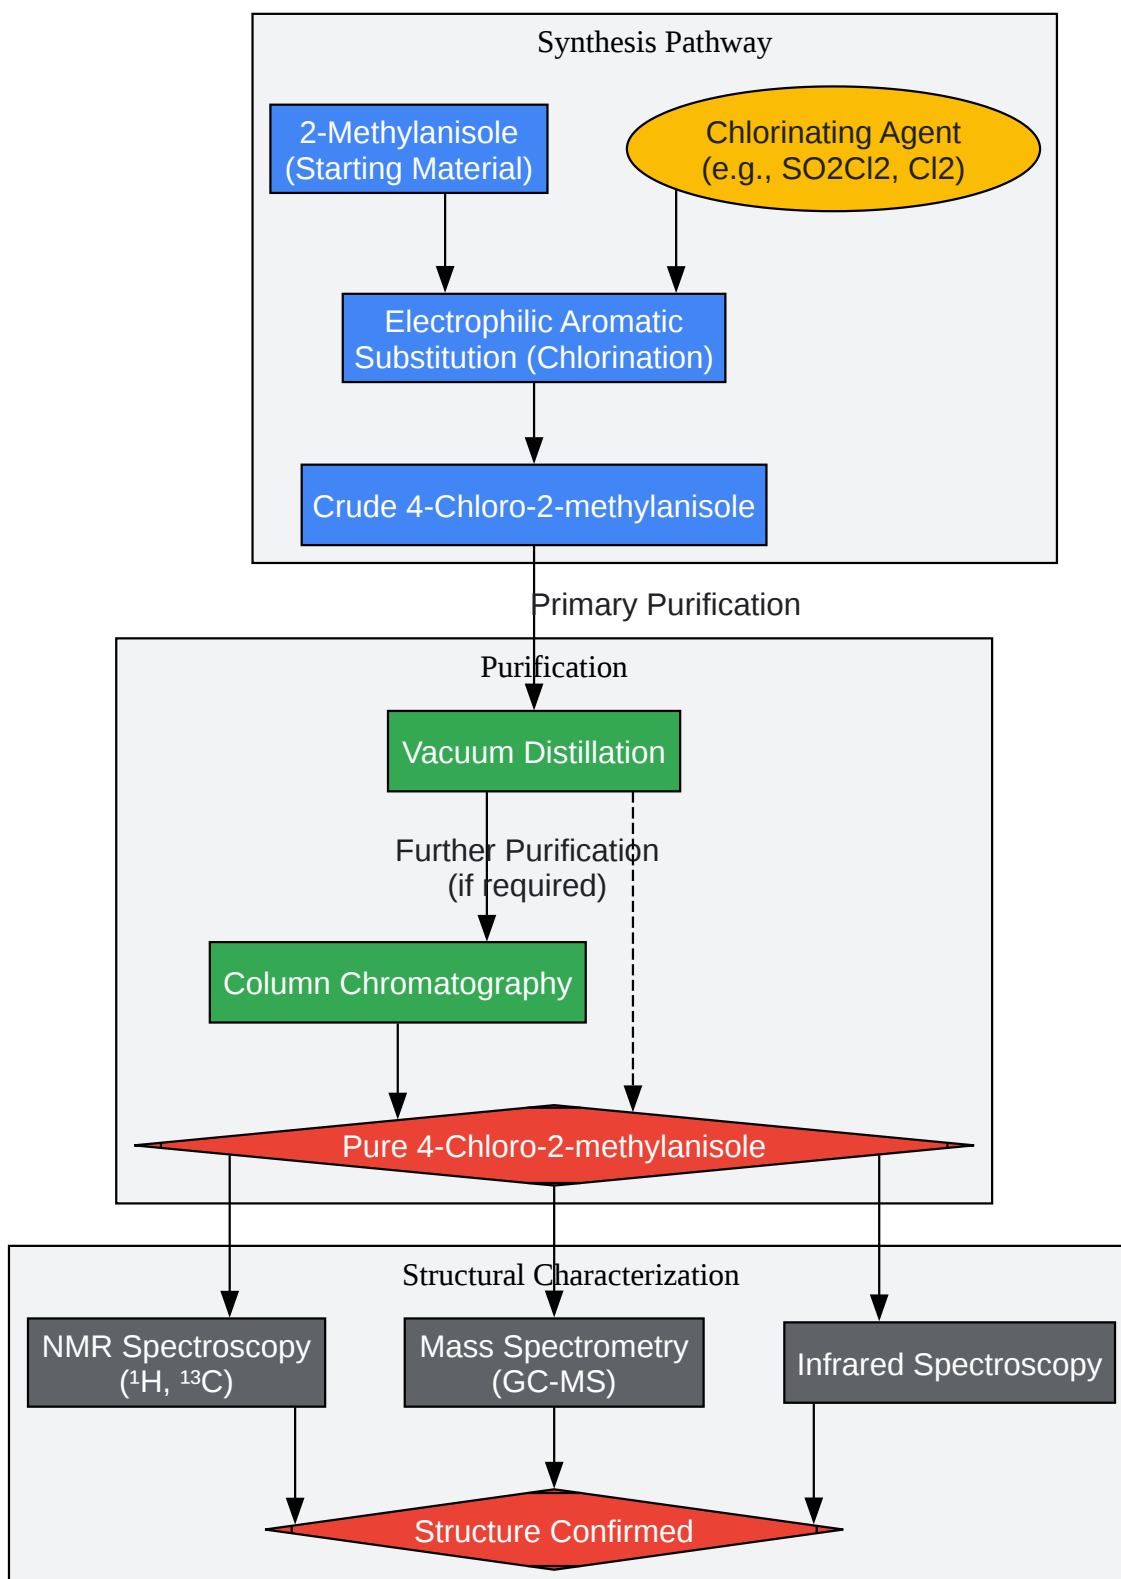 Synthesis Pathway
2-Methylanisole
(Starting Material)
Chlorinating Agent
(e.g., SO2Cl2, Cl2)
Electrophilic Aromatic
Substitution (Chlorination)
Crude 4-Chloro-2-methylanisole
Primary Purification
Purification
Vacuum Distillation
Further Purification
(if required)
Column Chromatography
Pure 4-Chloro-2-methylanisole
Structural Characterization
NMR Spectroscopy
(¹H, ¹³C)
Mass Spectrometry
(GC-MS)
Infrared Spectroscopy
Structure Confirmed